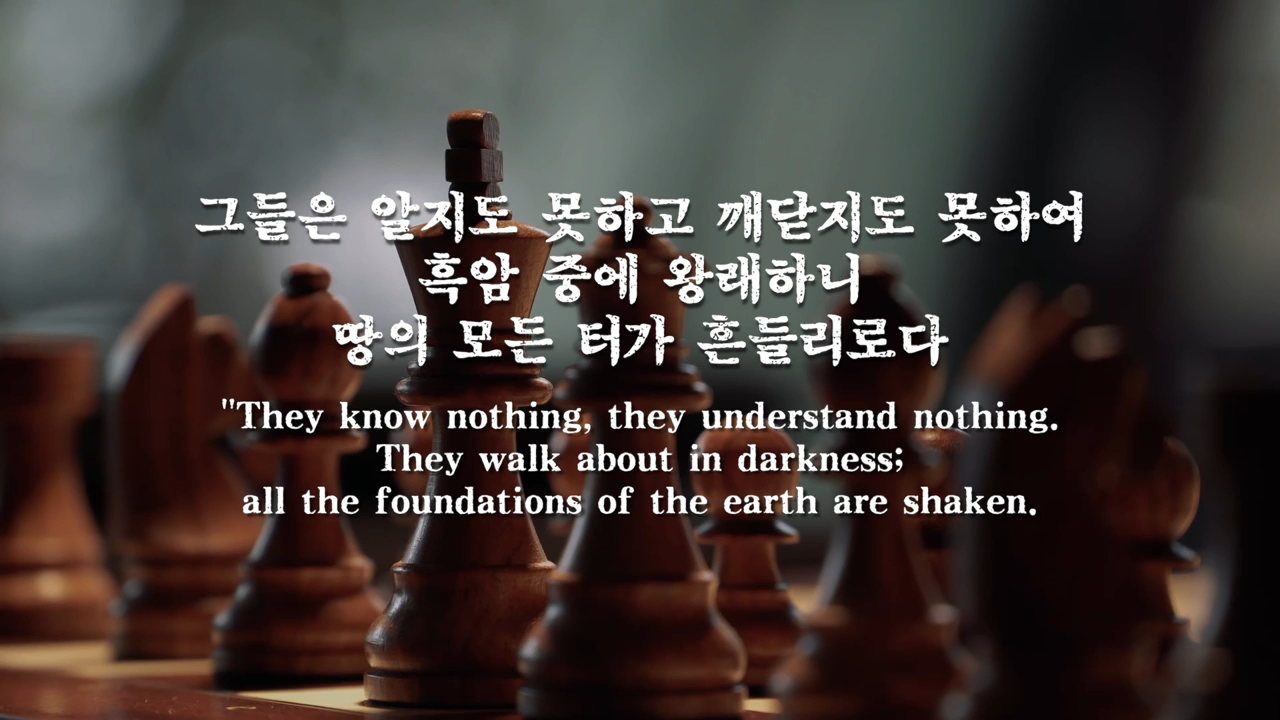 그들은 알지도 못하고 깨닫지도 못하여
흑암 중에 왕래하니
땅의 모든 터가 흔들리로다
"They know nothing, they understand nothing.
They walk about in darkness;
all the foundations of the earth are shaken.